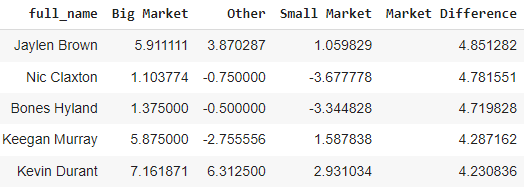 full_name Big Market Other Small Market Market Difference
Jaylen Brown 5.911111 3.870287 1.059829 4.851282
Nic Claxton 1.103774 -0.750000 -3.677778 4.781551
Bones Hyland 1.375000 -0.500000 -3.344828 4.719828
Keegan Murray 5.875000 -2.755556 1.587838 4.287162
Kevin Durant 7.161871 6.312500 2.931034 4.230836